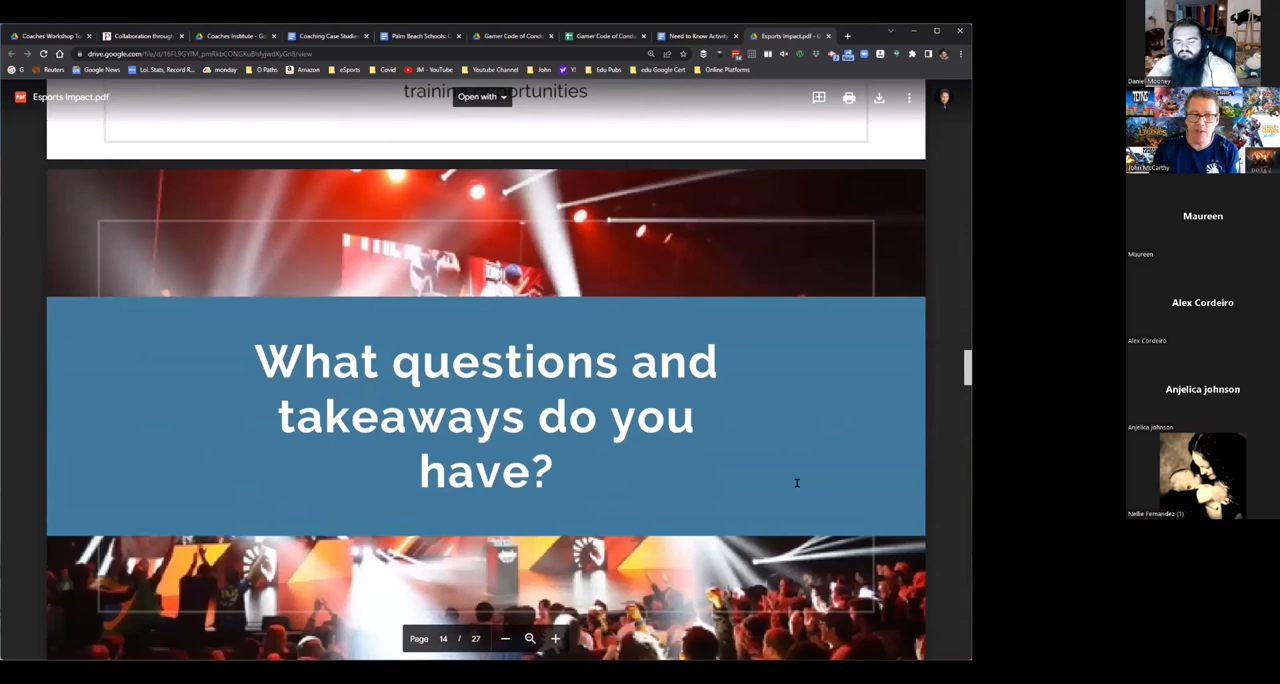 Coaches Workshop To
Collaboration through
Coaches Institute - Go
Coaching Case Studies
Palm Beach Schools: C
Gamer Code of Condu
Gamer Code of Condu
Need to Know Activity
Esports Impact.pdf - G
G
Reuters
Google News
LoL Stats, Record R...
monday
O Paths
Amazon
eSports
Covid
JM - YouTube
Youtube Channel
John
Y!
Edu Pubs
edu Google Cert
Online Platforms
Esports Impact.pdf
Open with
What questions and
takeaways do you
have?
Page 14 / 27
Daniel Mooney
John McCarthy
Maureen
Maureen
Alex Cordeiro
Alex Cordeiro
Anjelica johnson
Anjelica johnson
Nellie Fernandez (1)